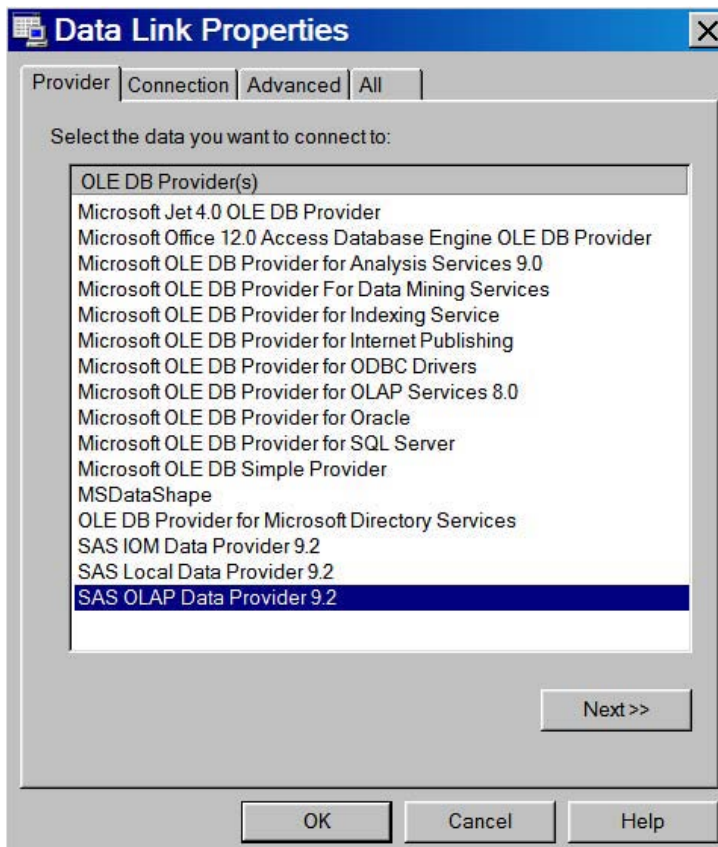 Data Link Properties
Provider Connection Advanced All
Select the data you want to connect to:
OLE DB Provider(s)
Microsoft Jet 4.0 OLE DB Provider
Microsoft Office 12.0 Access Database Engine OLE DB Provider
Microsoft OLE DB Provider for Analysis Services 9.0
Microsoft OLE DB Provider For Data Mining Services
Microsoft OLE DB Provider for Indexing Service
Microsoft OLE DB Provider for Internet Publishing
Microsoft OLE DB Provider for ODBC Drivers
Microsoft OLE DB Provider for OLAP Services 8.0
Microsoft OLE DB Provider for Oracle
Microsoft OLE DB Provider for SQL Server
Microsoft OLE DB Simple Provider
MSDataShape
OLE DB Provider for Microsoft Directory Services
SAS IOM Data Provider 9.2
SAS Local Data Provider 9.2
SAS OLAP Data Provider 9.2
Next >>
OK Cancel Help